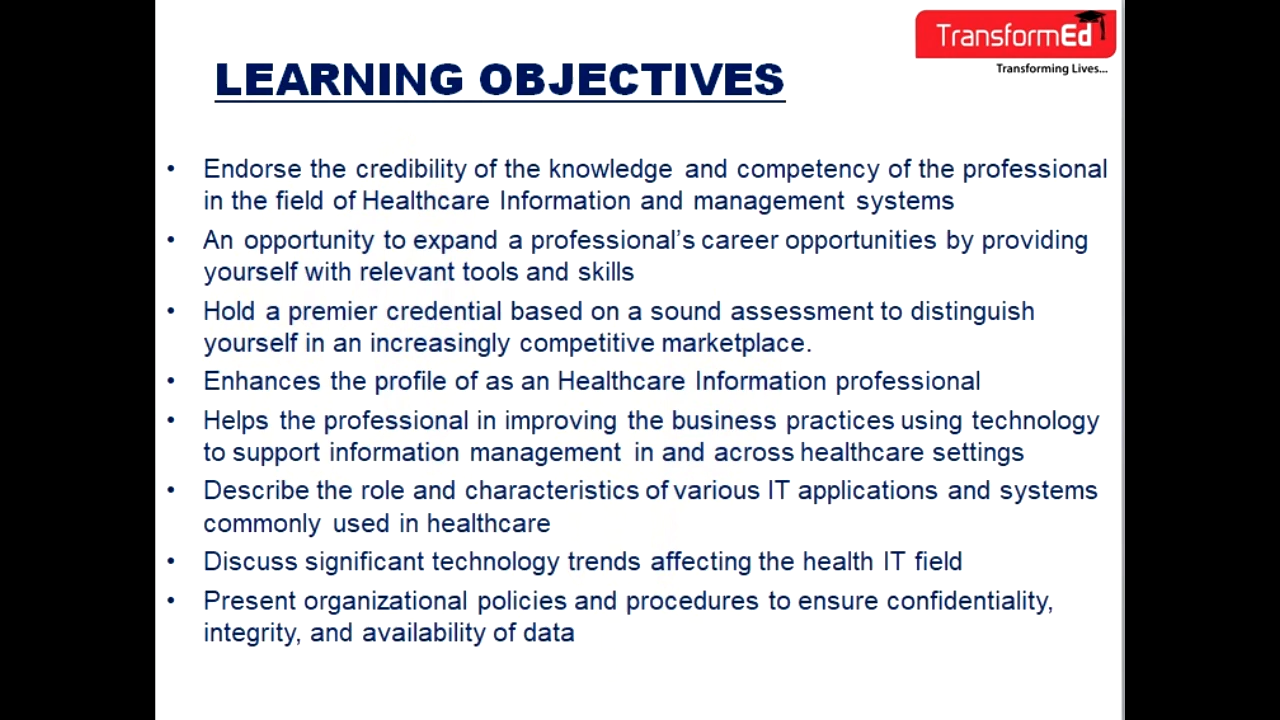 TransformEd
Transforming Lives...
LEARNING OBJECTIVES
• Endorse the credibility of the knowledge and competency of the professional
in the field of Healthcare Information and management systems
• An opportunity to expand a professional’s career opportunities by providing
yourself with relevant tools and skills
• Hold a premier credential based on a sound assessment to distinguish
yourself in an increasingly competitive marketplace.
• Enhances the profile of as an Healthcare Information professional
• Helps the professional in improving the business practices using technology
to support information management in and across healthcare settings
• Describe the role and characteristics of various IT applications and systems
commonly used in healthcare
• Discuss significant technology trends affecting the health IT field
• Present organizational policies and procedures to ensure confidentiality,
integrity, and availability of data